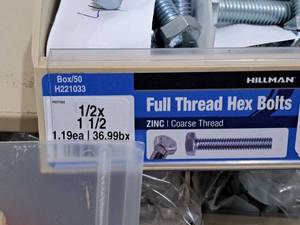 Box/50
H221033
HILLMAN
1/2x
1 1/2
1.19ea | 36.99bx
Full Thread Hex Bolts
ZINC | Coarse Thread